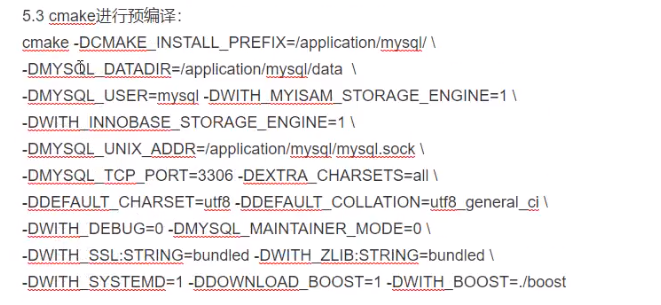 5.3 cmake进行预编译：
cmake -DCMAKE_INSTALL_PREFIX=/application/mysql/ \
-DMYSQL_DATADIR=/application/mysql/data \
-DMYSQL_USER=mysql -DWITH_MYISAM_STORAGE_ENGINE=1 \
-DWITH_INNOBASE_STORAGE_ENGINE=1 \
-DMYSQL_UNIX_ADDR=/application/mysql/mysql.sock \
-DMYSQL_TCP_PORT=3306 -DEXTRA_CHARSETS=all \
-DDEFAULT_CHARSET=utf8 -DDEFAULT_COLLATION=utf8_general_ci \
-DWITH_DEBUG=0 -DMYSQL_MAINTAINER_MODE=0 \
-DWITH_SSL:STRING=bundled -DWITH_ZLIB:STRING=bundled \
-DWITH_SYSTEMD=1 -DDOWNLOAD_BOOST=1 -DWITH_BOOST=./boost